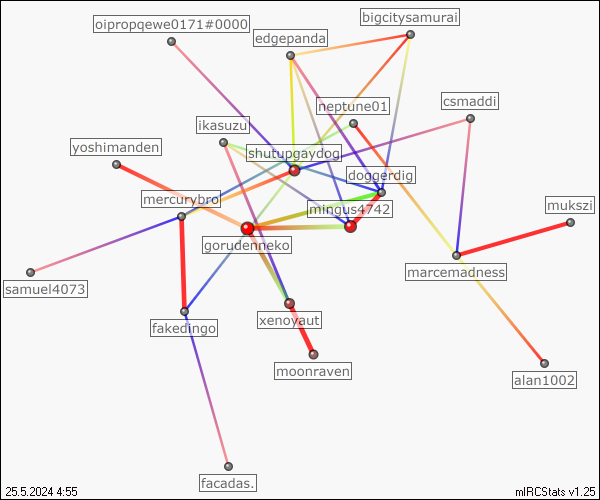 bigcitysamurai
oipropqewe0171#0000
edgepanda
neptune01
csmaddi
ikasuzu
yoshimanden
shutupgaydog
doggerdig
mercurybro
mingus4742
mukszi
gorudenneko
marcemadness
samuel4073
xenoyaut
fakedingo
moonraven
alan1002
facadas.
25.5.2024 4:55
mIRCStats v1.25